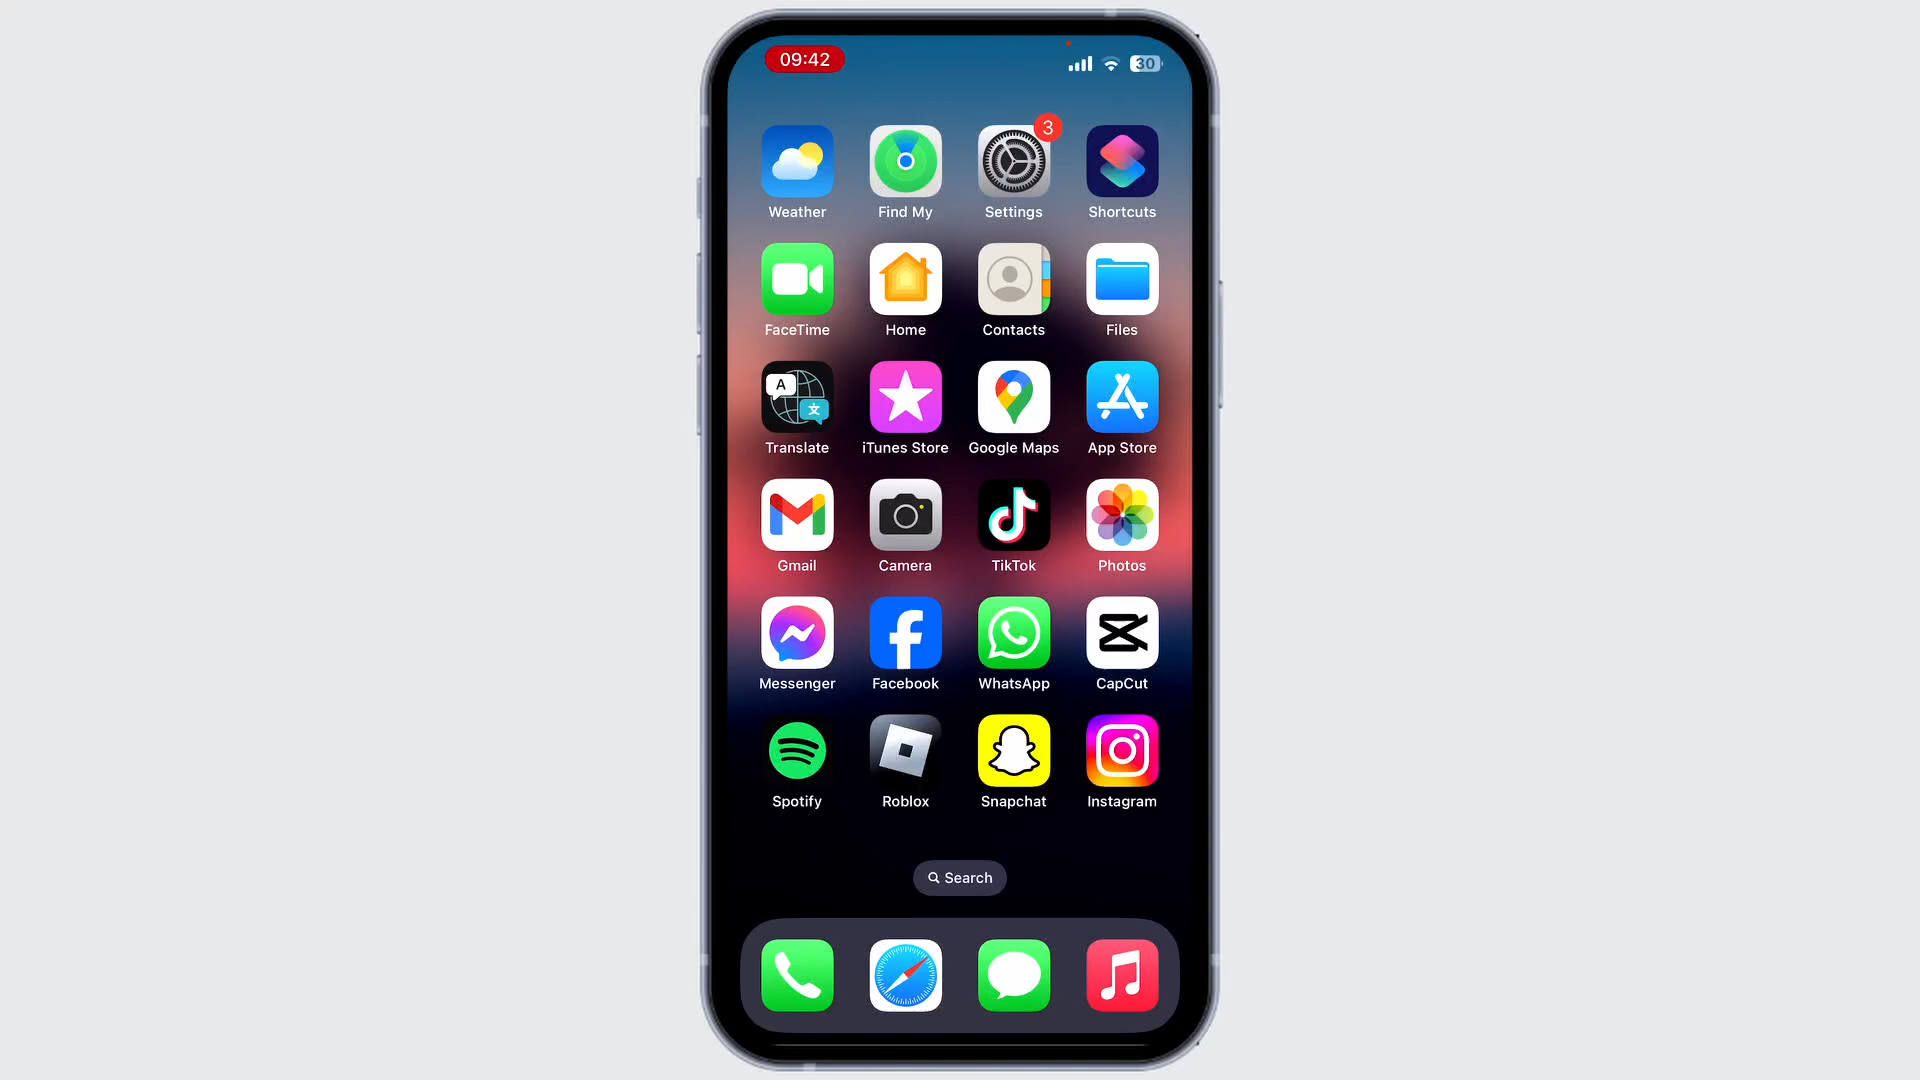 09:42
30
3
Weather Find My Settings Shortcuts
FaceTime Home Contacts Files
A
文
Translate iTunes Store Google Maps App Store
Gmail Camera TikTok Photos
Messenger Facebook WhatsApp CapCut
Spotify Roblox Snapchat Instagram
Search